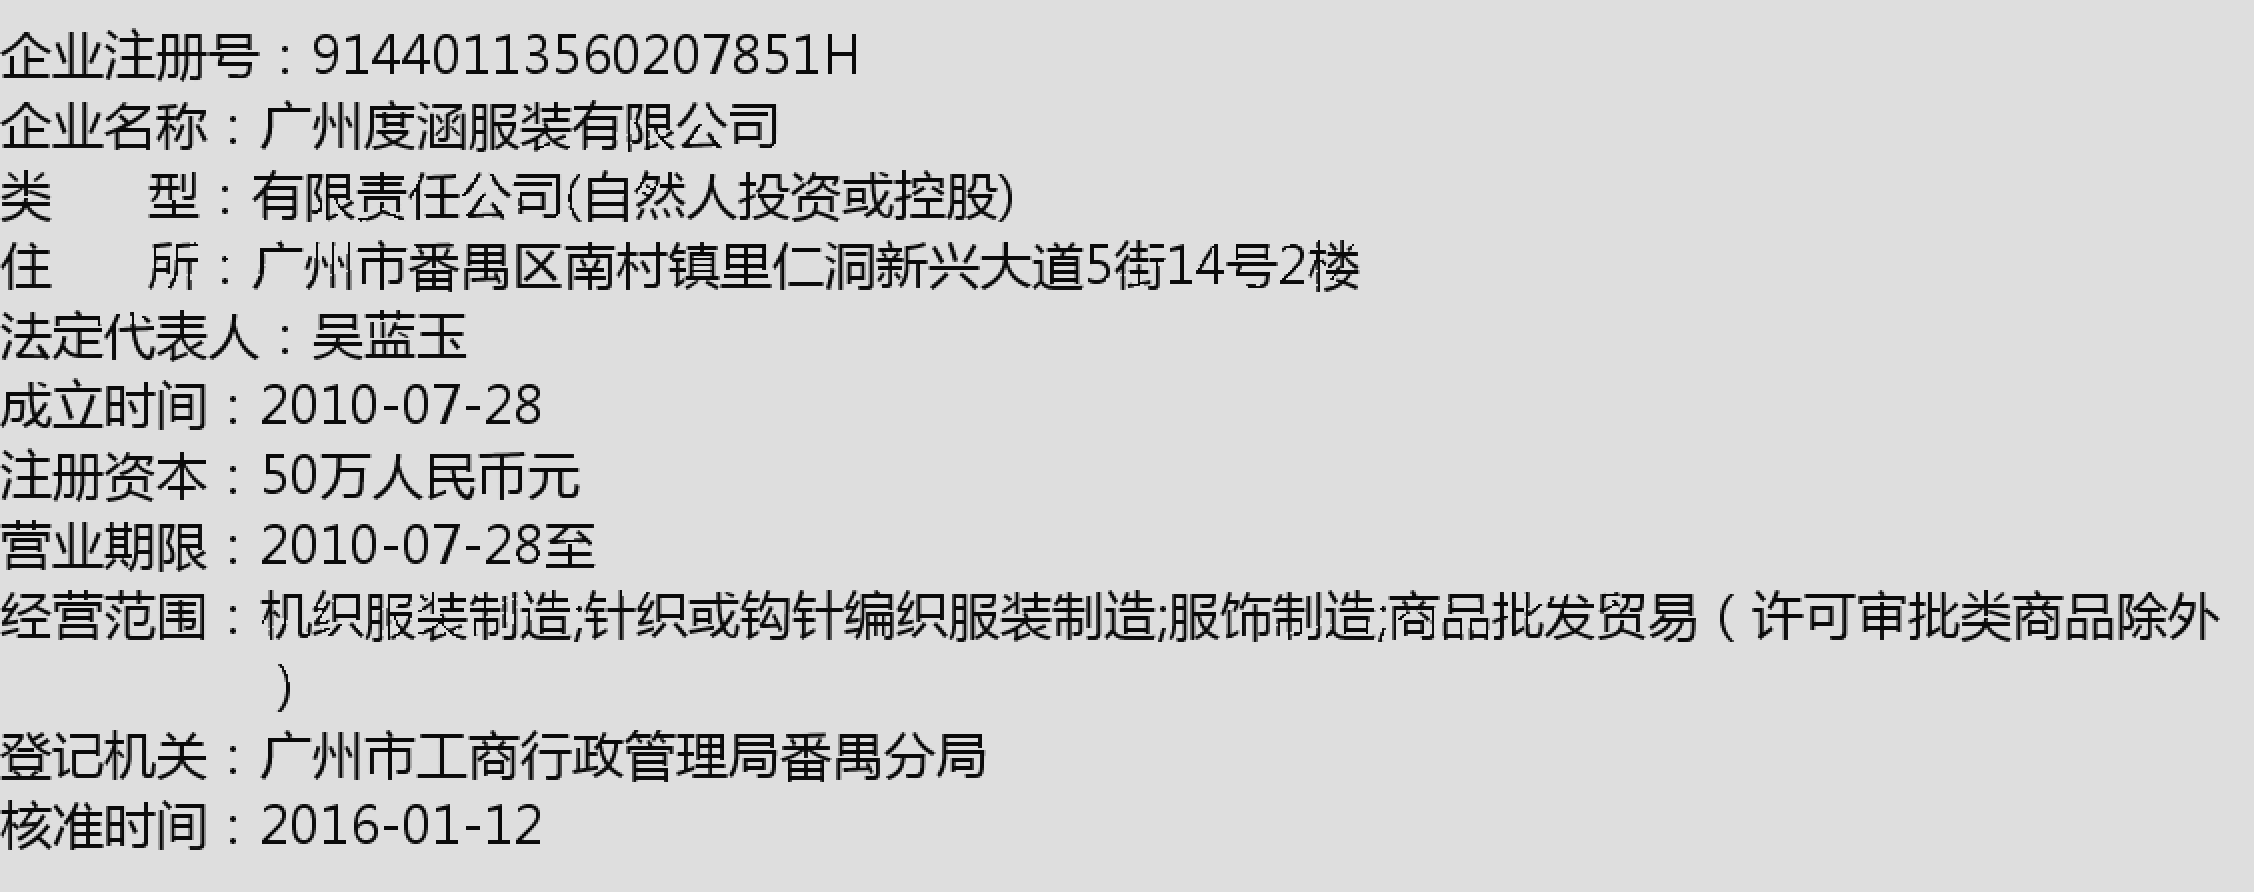 企业注册号：91440113560207851H
企业名称：广州度涵服装有限公司
类　　型：有限责任公司(自然人投资或控股)
住　　所：广州市番禺区南村镇里仁洞新兴大道5街14号2楼
法定代表人：吴蓝玉
成立时间：2010-07-28
注册资本：50万人民币元
营业期限：2010-07-28至
经营范围：机织服装制造;针织或钩针编织服装制造;服饰制造;商品批发贸易（许可审批类商品除外
）
登记机关：广州市工商行政管理局番禺分局
核准时间：2016-01-12